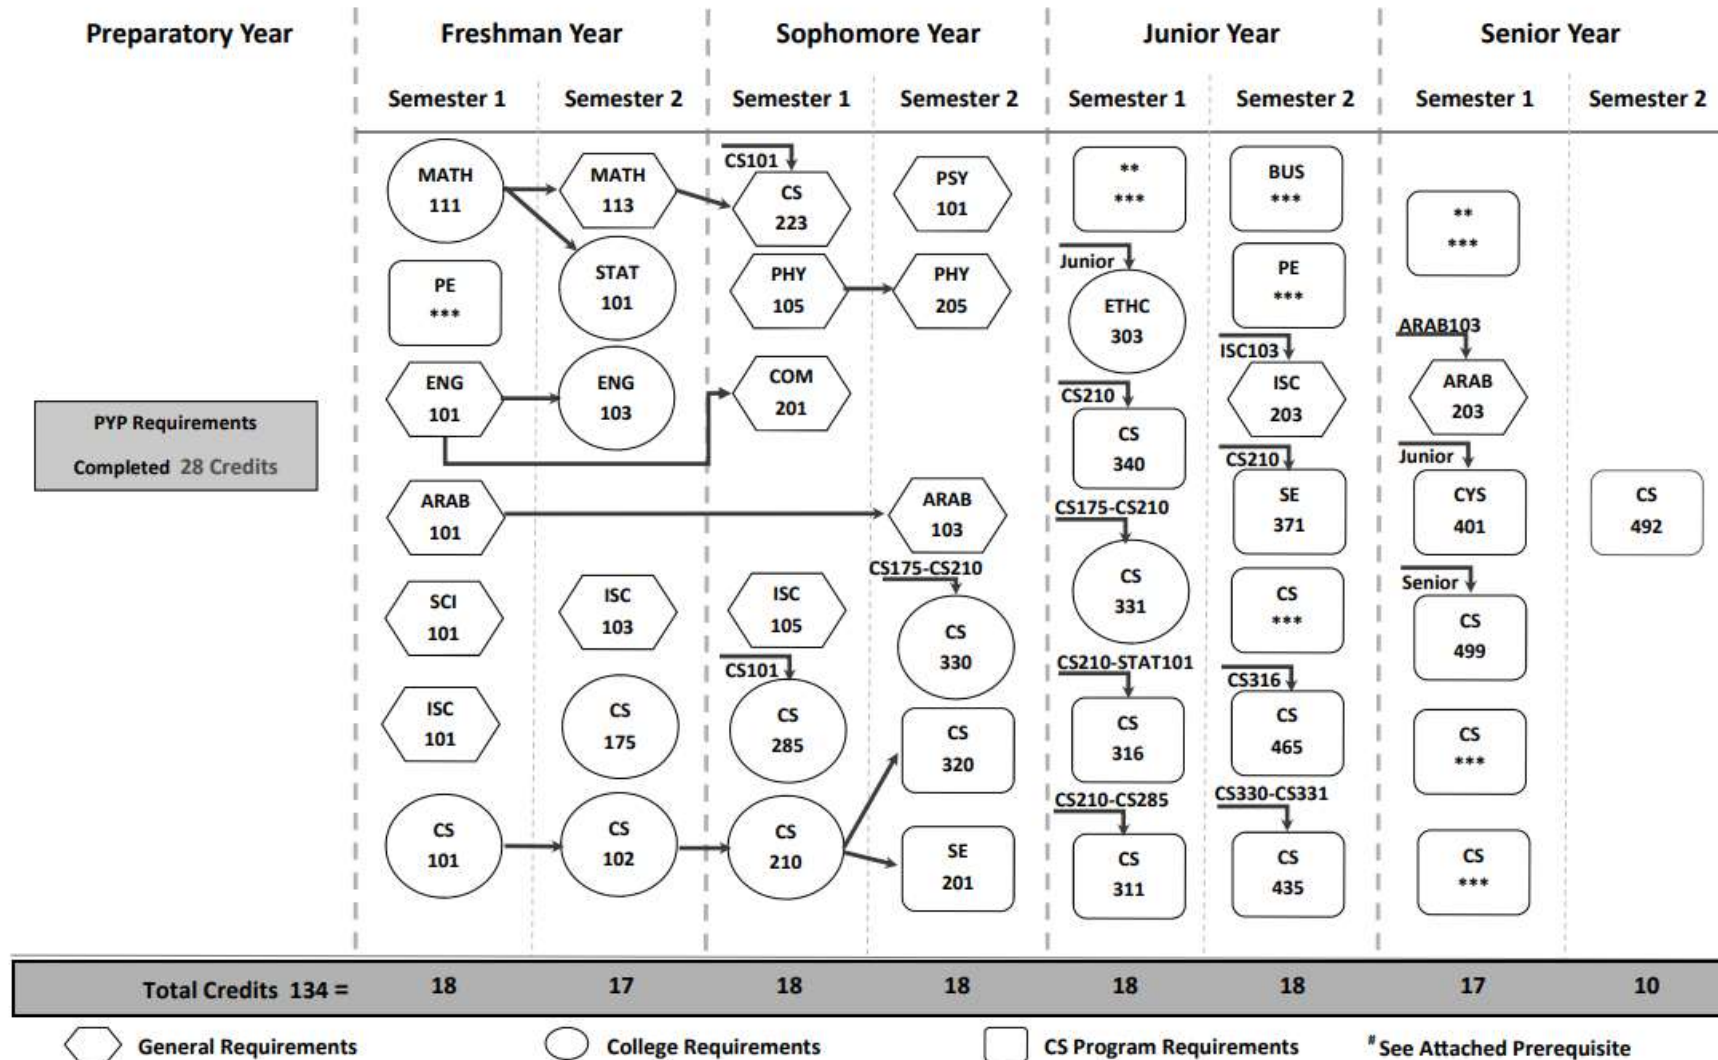 Preparatory Year
Freshman Year
Sophomore Year
Junior Year
Senior Year
Semester 1
Semester 2
Semester 1
Semester 2
Semester 1
Semester 2
Semester 1
Semester 2
PYP Requirements
Completed 28 Credits
MATH
111
PE
***
ENG
101
ARAB
101
SCI
101
ISC
101
CS
101
MATH
113
STAT
101
ENG
103
ISC
103
CS
175
CS
102
CS101
CS
223
PHY
105
COM
201
ISC
105
CS101
CS
285
CS
210
PSY
101
PHY
205
ARAB
103
CS175-CS210
CS
330
CS
320
SE
201
**
***
Junior
ETHC
303
CS210
CS
340
CS175-CS210
CS
331
CS210-STAT101
CS
316
CS210-CS285
CS
311
BUS
***
PE
***
ISC103
ISC
203
CS210
SE
371
CS
***
CS316
CS
465
CS330-CS331
CS
435
**
***
ARAB103
ARAB
203
Junior
CYS
401
Senior
CS
499
CS
***
CS
***
CS
492
Total Credits 134 =
18
17
18
18
18
18
17
10
General Requirements
College Requirements
CS Program Requirements
#See Attached Prerequisite